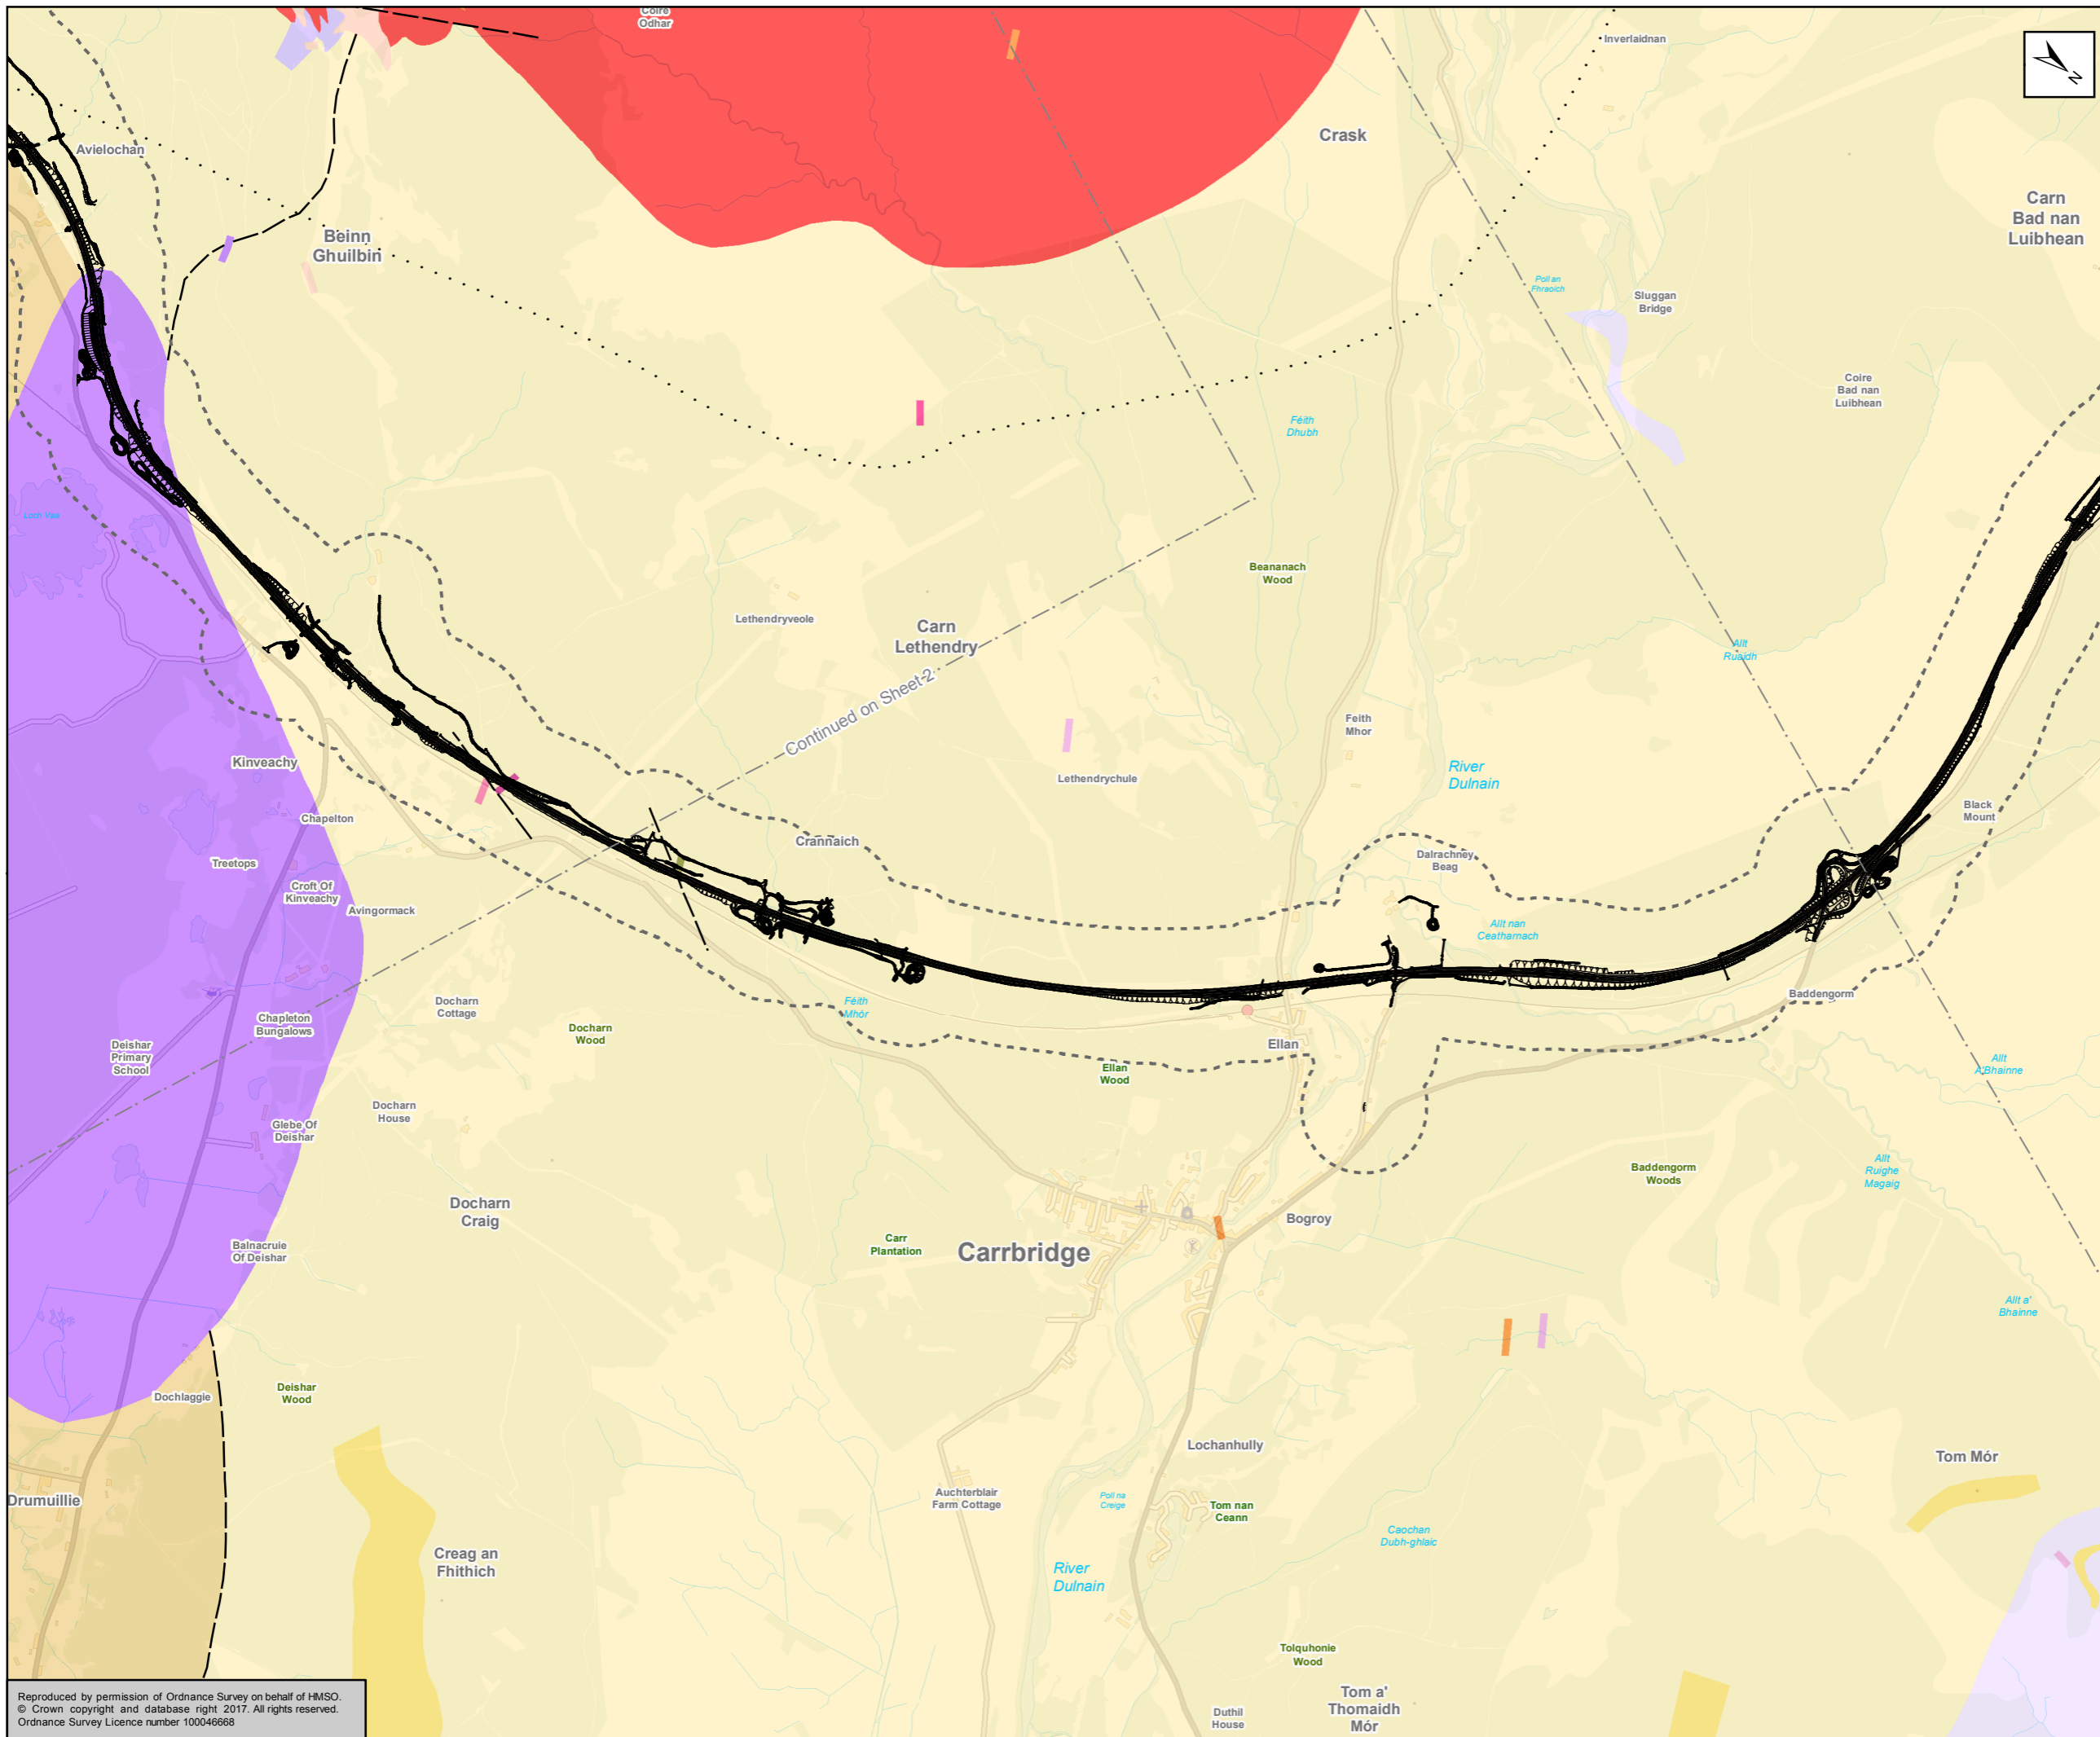 Coire
Odhar
Inverlaidnan
N
Avielochan
Crask
Carn
Bad nan
Luibhean
Beinn
Ghuilbin
Poll an
Fhraoich
Sluggan
Bridge
Coire
Bad nan
Luibhean
Féith
Dhubh
Loch Vaa
Beananach
Wood
Lethendryveole
Carn
Lethendry
Allt
Ruaidh
Continued on Sheet 2
Feith
Mhor
Kinveachy
River
Dulnain
Lethendrychule
Black
Mount
Chapelton
Crannaich
Treetops
Dalrachney
Beag
Croft Of
Kinveachy
Avingormack
Allt nan
Ceatharnach
Docharn
Cottage
Féith
Mhór
Baddengorm
Chapleton
Bungalows
Docharn
Wood
Deishar
Primary
School
Ellan
Ellan
Wood
Allt
A'Bhainne
Docharn
House
Glebe Of
Deishar
Baddengorm
Woods
Allt
Ruighe
Magaig
Docharn
Craig
Bogroy
Balnacruie
Of Deishar
Carr
Plantation
Carrbridge
Allt a'
Bhainne
Dochlaggie
Deishar
Wood
Lochanhully
Tom Mór
Drumuillie
Auchterblair
Farm Cottage
Poll na
Creige
Tom nan
Ceann
Caochan
Dubh-ghlaic
Creag an
Fhithich
River
Dulnain
Tolquhonie
Wood
Tom a'
Thomaidh
Mór
Duthil
House
Reproduced by permission of Ordnance Survey on behalf of HMSO.
© Crown copyright and database right 2017. All rights reserved.
Ordnance Survey Licence number 100046668